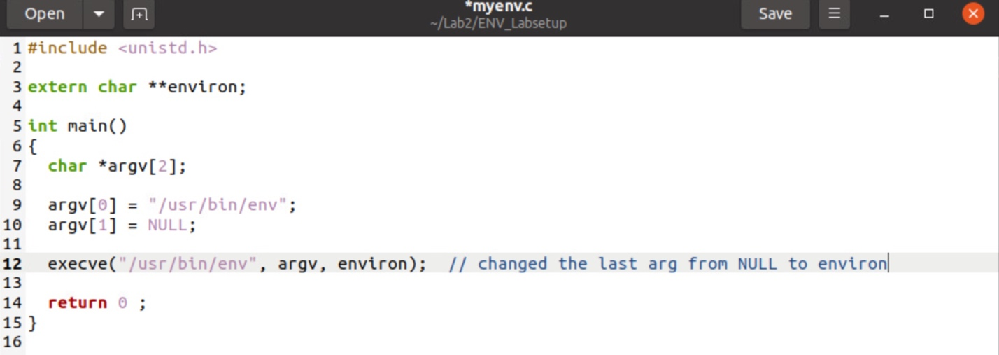 Open
*myenv.c
~/Lab2/ENV_Labsetup
Save
1 #include <unistd.h>
2
3 extern char **environ;
4
5 int main()
6 {
7   char *argv[2];
8
9   argv[0] = "/usr/bin/env";
10   argv[1] = NULL;
11
12   execve("/usr/bin/env", argv, environ);  // changed the last arg from NULL to environ
13
14   return 0 ;
15 }
16